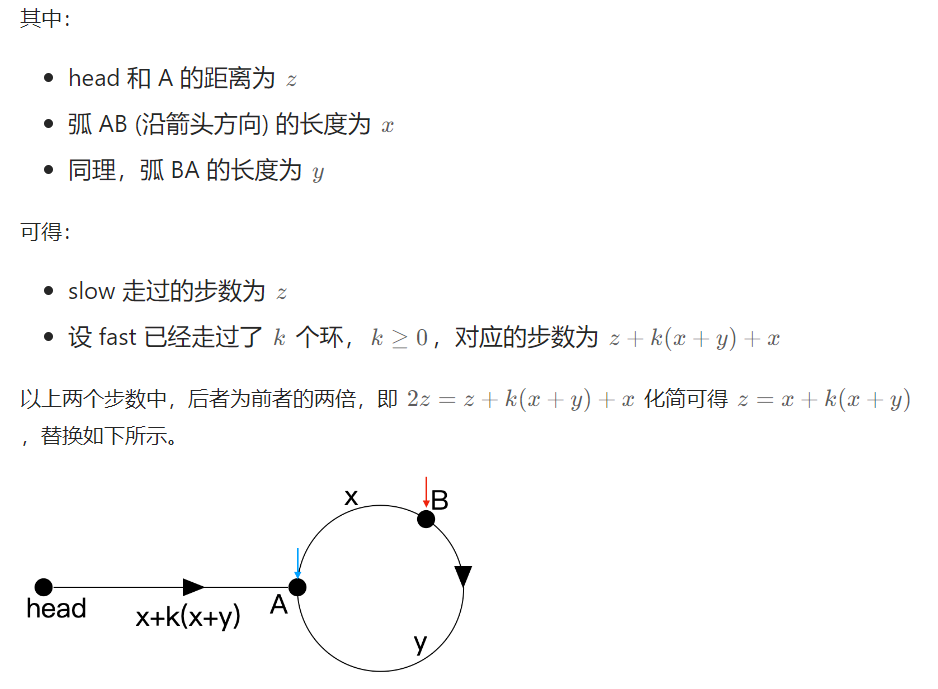 其中：
head 和 A 的距离为 z
弧 AB (沿箭头方向) 的长度为 x
同理，弧 BA 的长度为 y
可得：
slow 走过的步数为 z
设 fast 已经走过了 k 个环，k ≥ 0，对应的步数为 z + k(x + y) + x
以上两个步数中，后者为前者的两倍，即 2z = z + k(x + y) + x 化简可得 z = x + k(x + y)
，替换如下所示。
x
B
head
x+k(x+y)
A
y